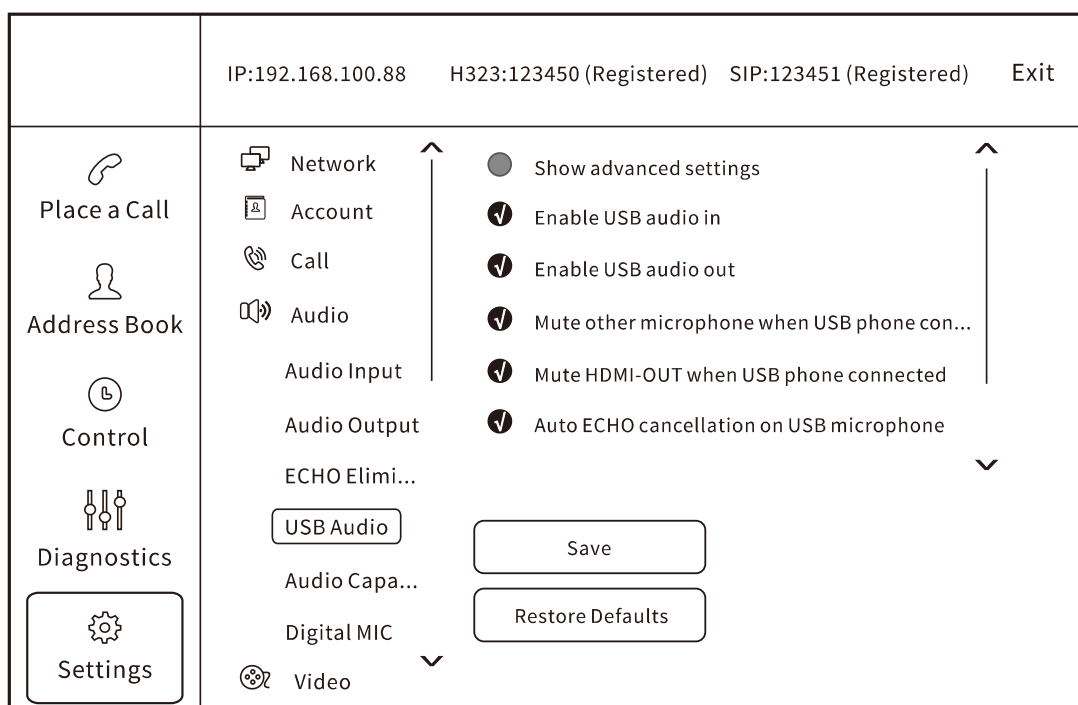 IP:192.168.100.88 H323:123450 (Registered) SIP:123451 (Registered) Exit
Place a Call
Address Book
Control
Diagnostics
Settings
Network
Account
Call
Audio
Audio Input
Audio Output
ECHO Elimi...
USB Audio
Audio Capa...
Digital MIC
Video
Show advanced settings
Enable USB audio in
Enable USB audio out
Mute other microphone when USB phone con...
Mute HDMI-OUT when USB phone connected
Auto ECHO cancellation on USB microphone
Save
Restore Defaults